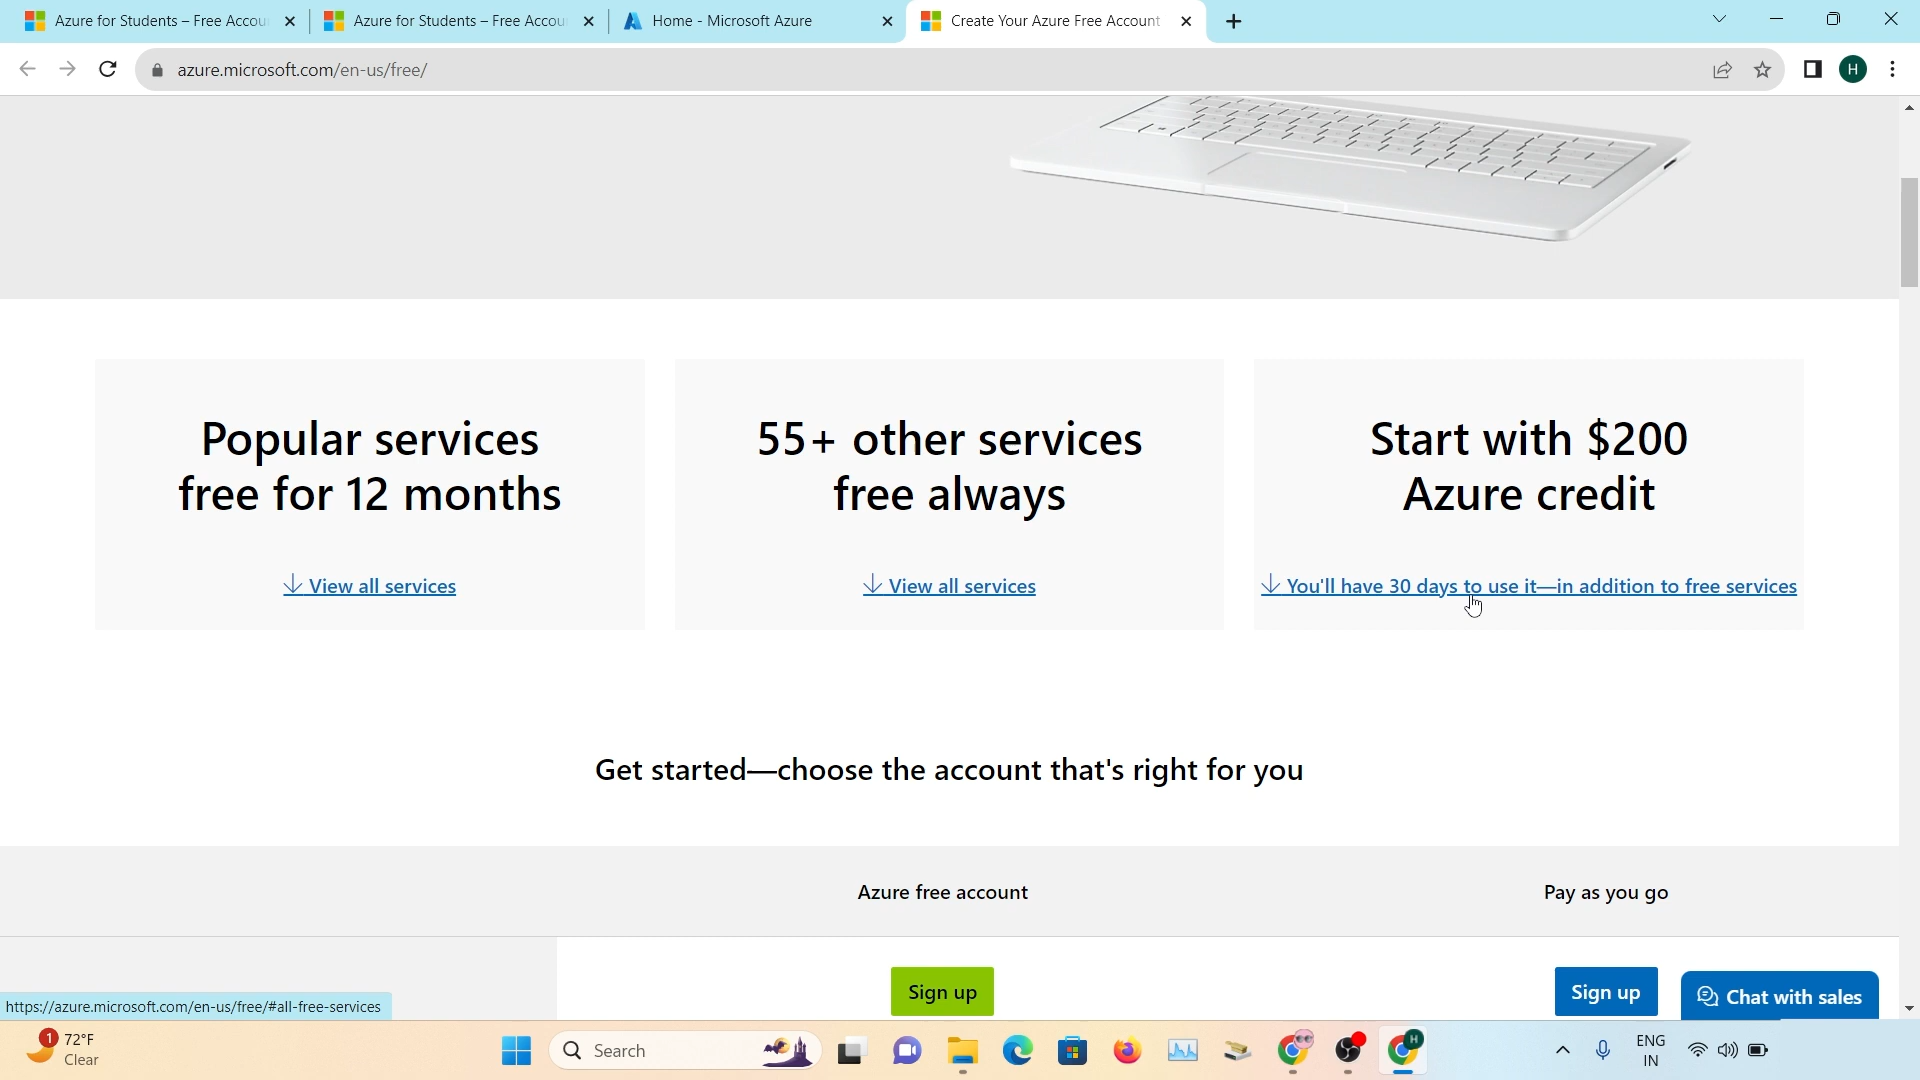 Azure for Students – Free Accou
Azure for Students – Free Accou
Home - Microsoft Azure
Create Your Azure Free Account
azure.microsoft.com/en-us/free/
H
Popular services
free for 12 months
View all services
55+ other services
free always
View all services
Start with $200
Azure credit
You'll have 30 days to use it—in addition to free services
Get started—choose the account that's right for you
Azure free account
Pay as you go
Sign up
Sign up
Chat with sales
https://azure.microsoft.com/en-us/free/#all-free-services
1
72°F
Clear
Search
H
ENG
IN